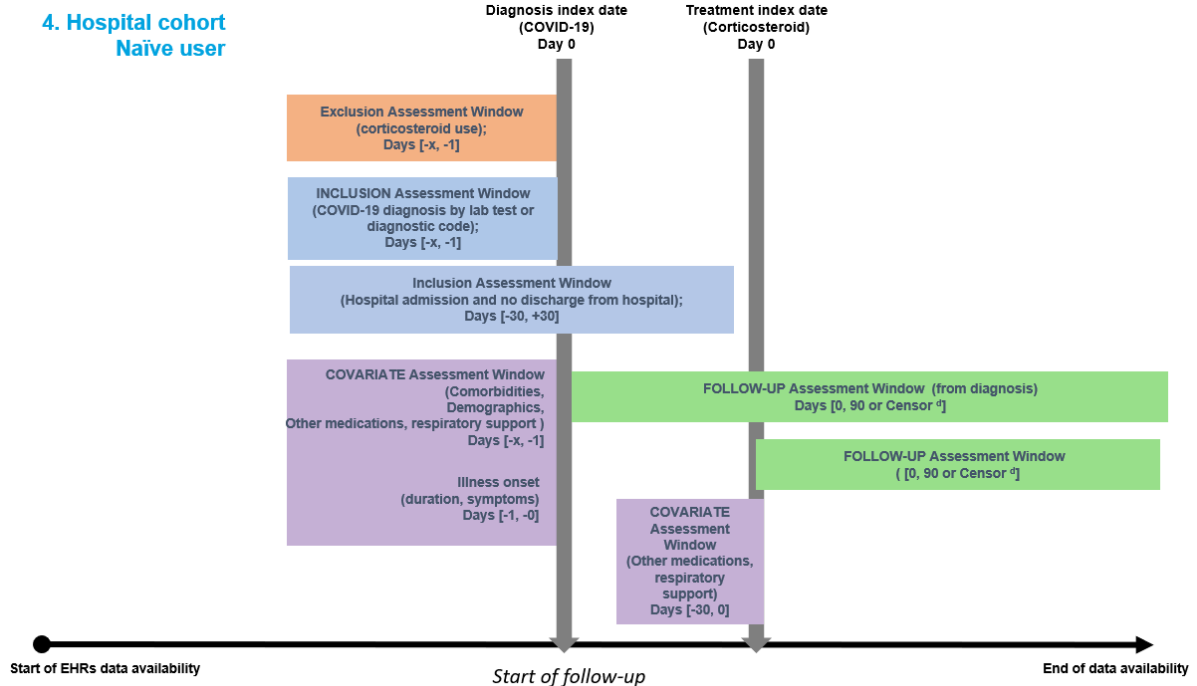 4. Hospital cohort
Naïve user
Diagnosis index date
(COVID-19)
Day 0
Treatment index date
(Corticosteroid)
Day 0
Exclusion Assessment Window
(corticosteroid use);
Days [-x, -1]
INCLUSION Assessment Window
(COVID-19 diagnosis by lab test or
diagnostic code);
Days [-x, -1]
Inclusion Assessment Window
(Hospital admission and no discharge from hospital);
Days [-30, +30]
COVARIATE Assessment Window
(Comorbidities,
Demographics,
Other medications, respiratory support )
Days [-x, -1]
Illness onset
(duration, symptoms)
Days [-1, -0]
FOLLOW-UP Assessment Window (from diagnosis)
Days [0, 90 or Censor ᵈ]
FOLLOW-UP Assessment Window
( [0, 90 or Censor ᵈ]
COVARIATE
Assessment
Window
(Other medications,
respiratory
support)
Days [-30, 0]
Start of EHRs data availability
Start of follow-up
End of data availability